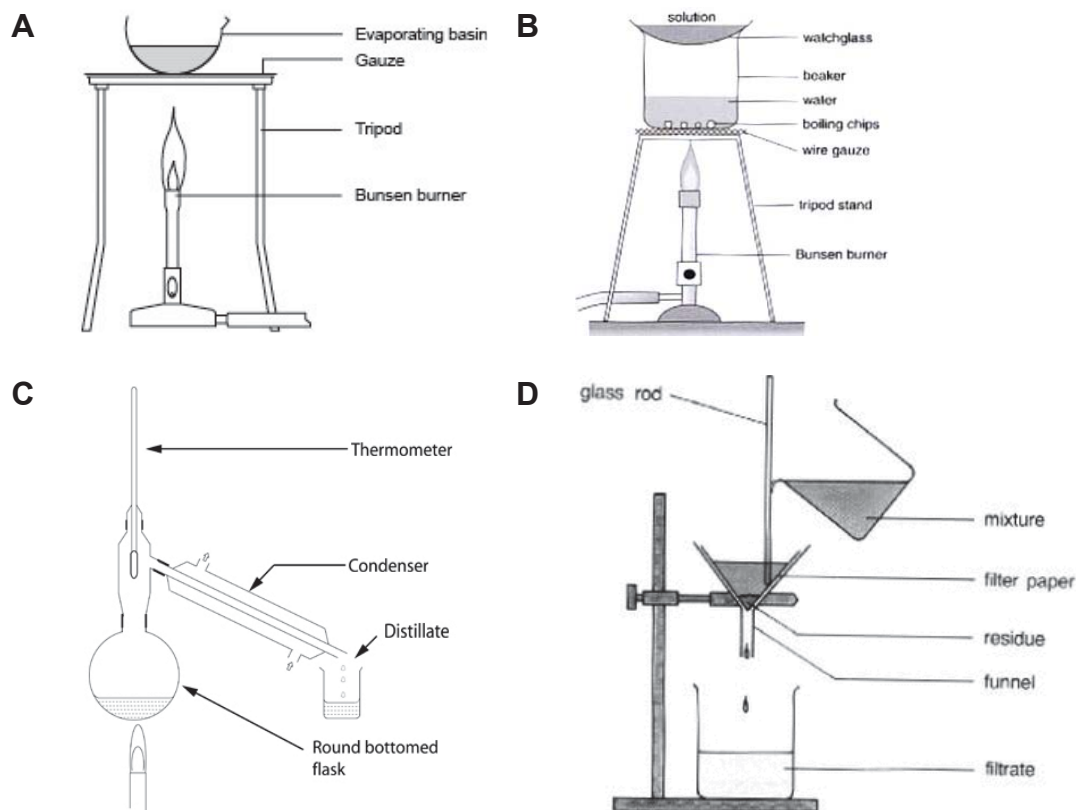 A
Evaporating basin
Gauze
Tripod
Bunsen burner
B
solution
watchglass
beaker
water
boiling chips
wire gauze
tripod stand
Bunsen burner
C
Thermometer
Condenser
Distillate
Round bottomed
flask
D
glass rod
mixture
filter paper
residue
funnel
filtrate